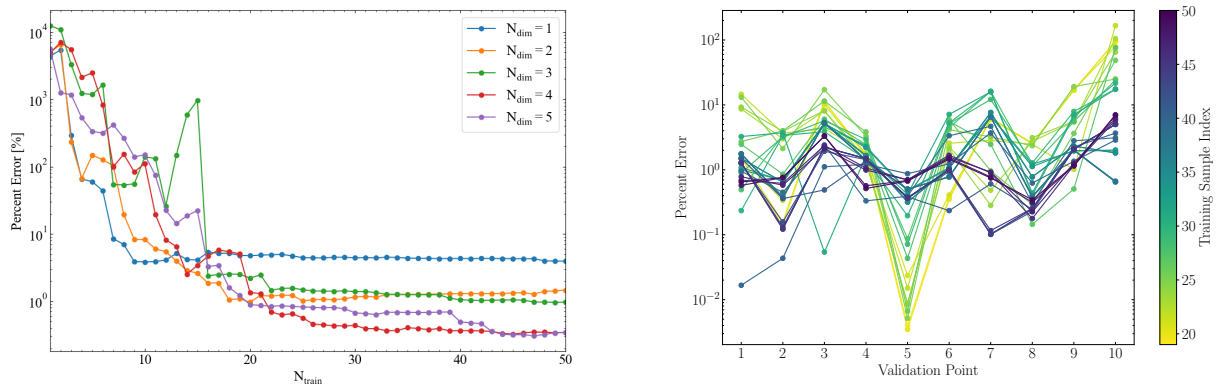 Percent Error [%]
10^4
10^3
10^2
10^1
10^0
10 20 30 40 50
N_train
N_dim = 1
N_dim = 2
N_dim = 3
N_dim = 4
N_dim = 5
Percent Error
10^2
10^1
10^0
10^−1
10^−2
1 2 3 4 5 6 7 8 9 10
Validation Point
50
45
40
35
30
25
20
Training Sample Index